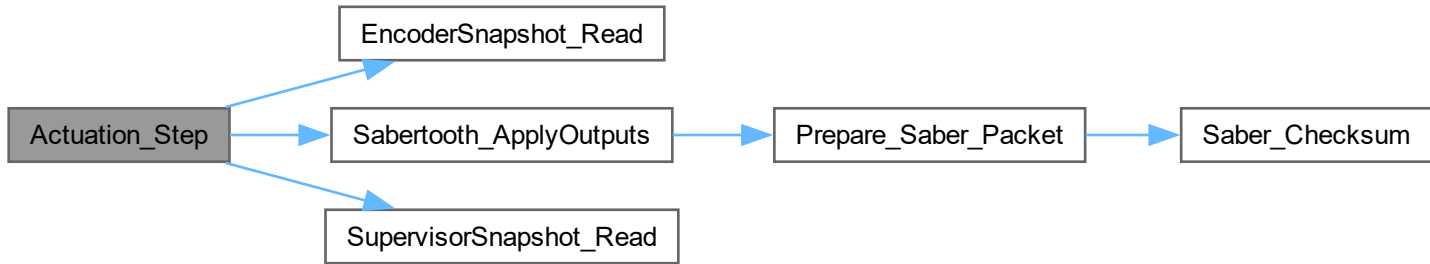 EncoderSnapshot_Read
Actuation_Step
Sabertooth_ApplyOutputs
Prepare_Saber_Packet
Saber_Checksum
SupervisorSnapshot_Read